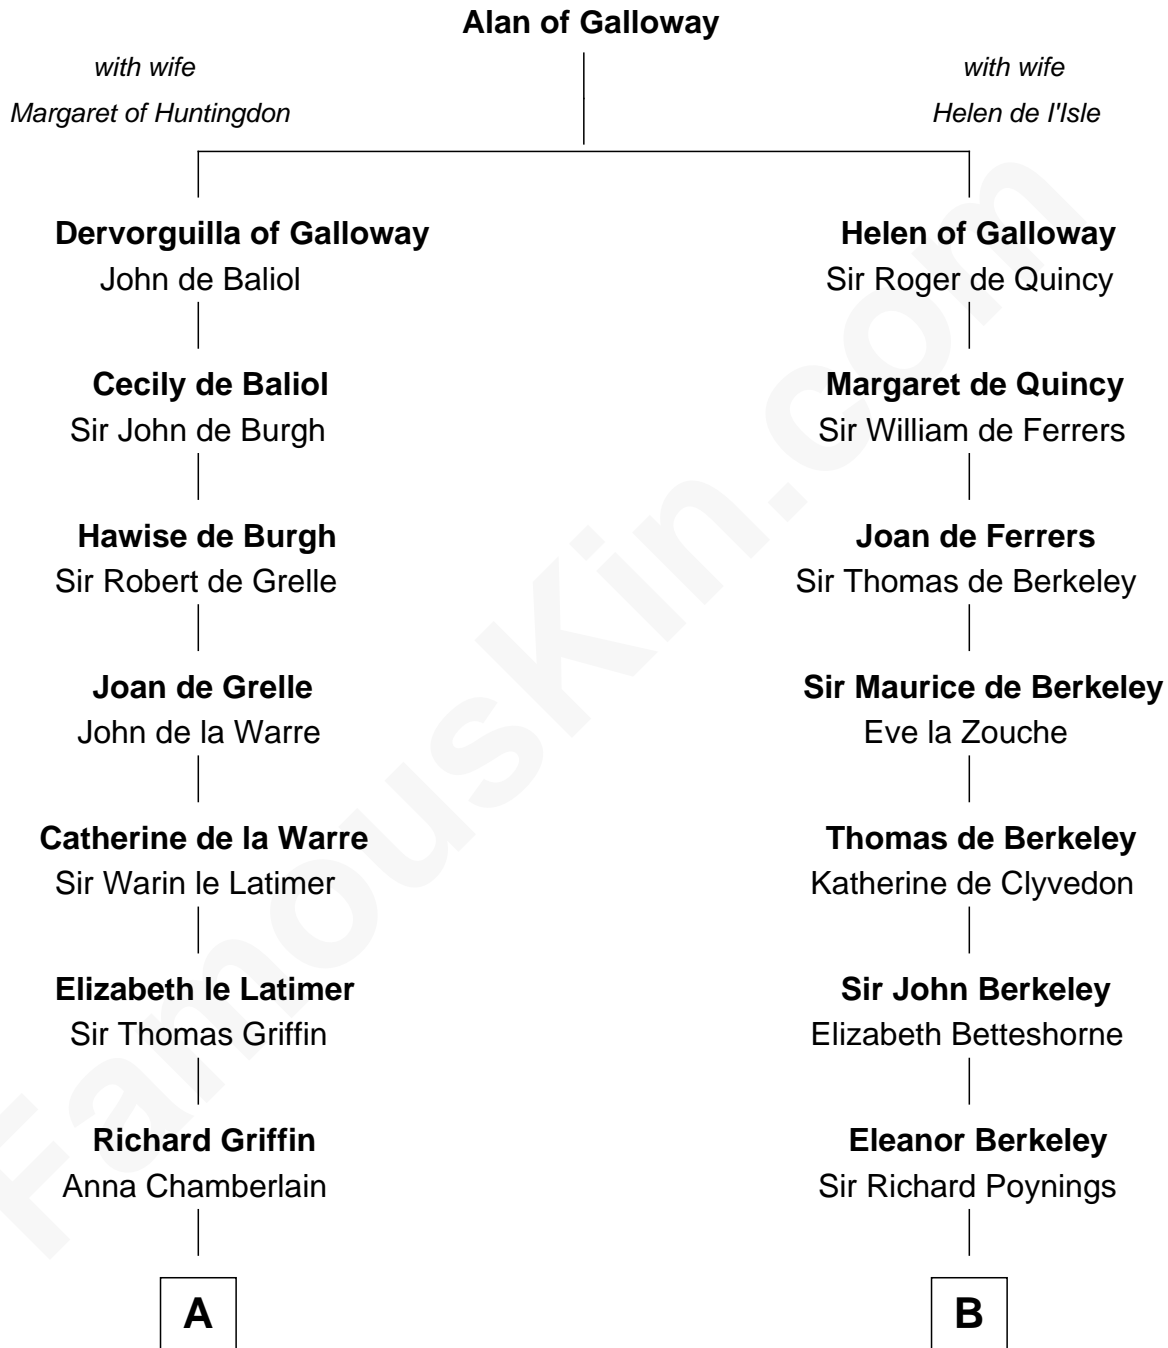 Alan of Galloway
with wife
Margaret of Huntingdon
with wife
Helen de l'Isle
Dervorguilla of Galloway
John de Baliol
Helen of Galloway
Sir Roger de Quincy
Cecily de Baliol
Sir John de Burgh
Margaret de Quincy
Sir William de Ferrers
Hawise de Burgh
Sir Robert de Grelle
Joan de Ferrers
Sir Thomas de Berkeley
Joan de Grelle
John de la Warre
Sir Maurice de Berkeley
Eve la Zouche
Catherine de la Warre
Sir Warin le Latimer
Thomas de Berkeley
Katherine de Clyvedon
Elizabeth le Latimer
Sir Thomas Griffin
Sir John Berkeley
Elizabeth Betteshorne
Richard Griffin
Anna Chamberlain
Eleanor Berkeley
Sir Richard Poynings
A
B
FamousKin.com